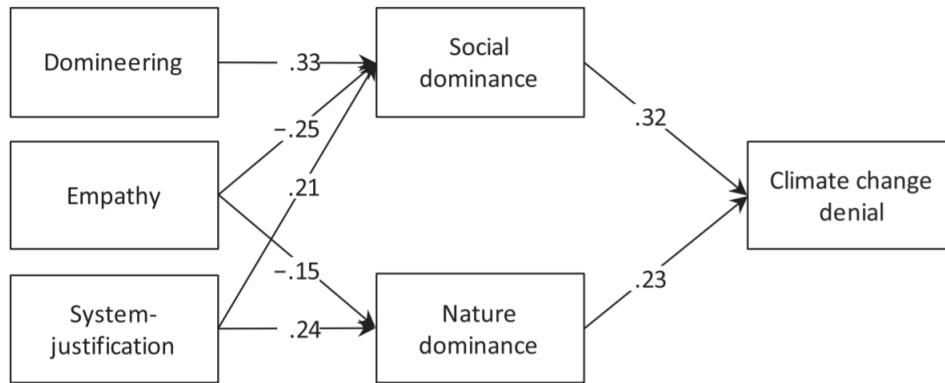 Domineering
.33
Social
dominance
−.25
.32
Empathy
.21
Climate change
denial
−.15
.23
System-
justification
.24
Nature
dominance